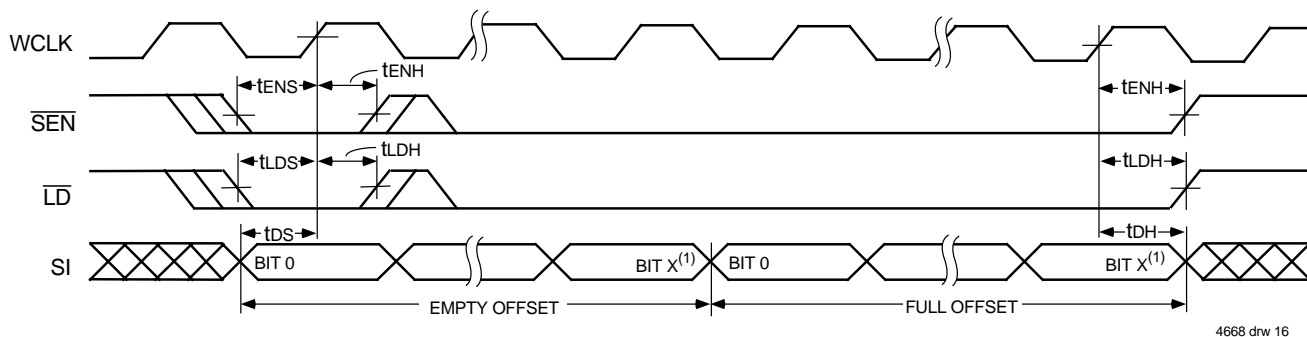 WCLK
tENS
tENH
tENH
SEN
tLDS
tLDH
tLDH
LD
tDS
tDH
SI
BIT 0
BIT X(1)
BIT 0
BIT X(1)
EMPTY OFFSET
FULL OFFSET
4668 drw 16